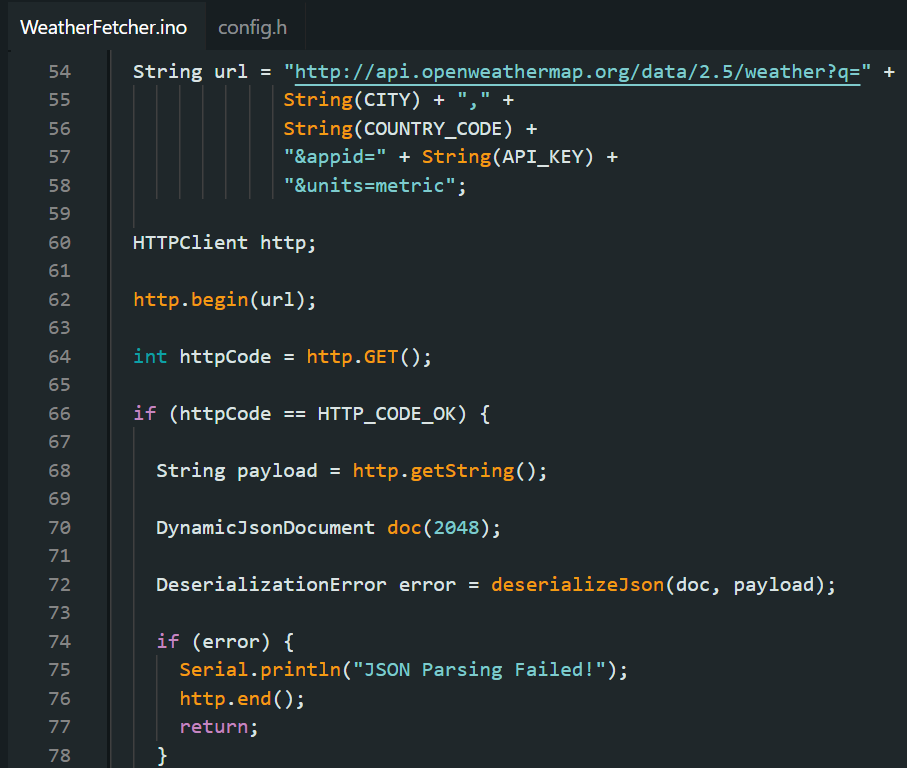 WeatherFetcher.ino config.h
54 String url = "http://api.openweathermap.org/data/2.5/weather?q=" +
55 String(CITY) + "," +
56 String(COUNTRY_CODE) +
57 "&appid=" + String(API_KEY) +
58 "&units=metric";
59
60 HTTPClient http;
61
62 http.begin(url);
63
64 int httpCode = http.GET();
65
66 if (httpCode == HTTP_CODE_OK) {
67
68 String payload = http.getString();
69
70 DynamicJsonDocument doc(2048);
71
72 DeserializationError error = deserializeJson(doc, payload);
73
74 if (error) {
75 Serial.println("JSON Parsing Failed!");
76 http.end();
77 return;
78 }